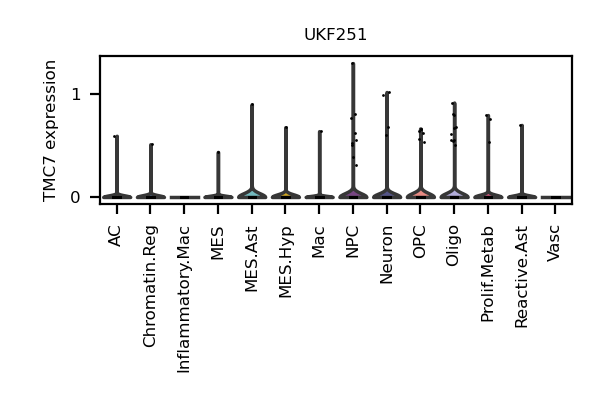 UKF251
TMC7 expression
1
0
AC
Chromatin.Reg
Inflammatory.Mac
MES
MES.Ast
MES.Hyp
Mac
NPC
Neuron
OPC
Oligo
Prolif.Metab
Reactive.Ast
Vasc